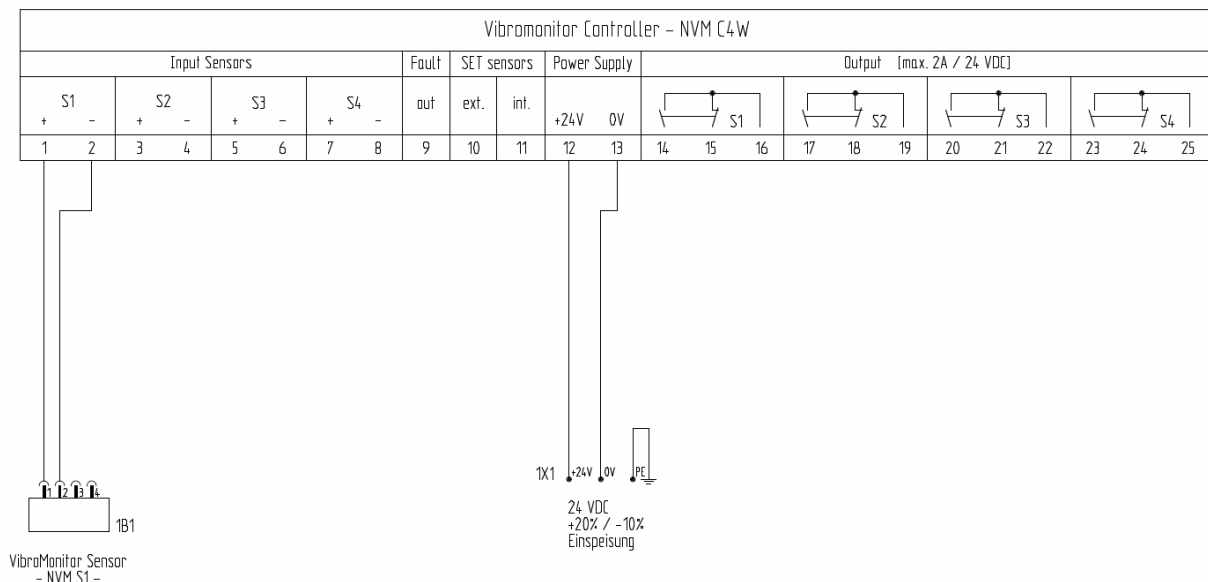 Vibromonitor Controller - NVM C4W
Input Sensors Fault SET sensors Power Supply Output [max. 2A / 24 VDC]
S1 S2 S3 S4 out ext. int.
+ - + - + - + - +24V 0V S1 S2 S3 S4
1 2 3 4 5 6 7 8 9 10 11 12 13 14 15 16 17 18 19 20 21 22 23 24 25
1X1 +24V 0V PE
1 2 3 4
24 VDC
+20% / -10%
Einspeisung
1B1
VibroMonitor Sensor
- NVM S1 -